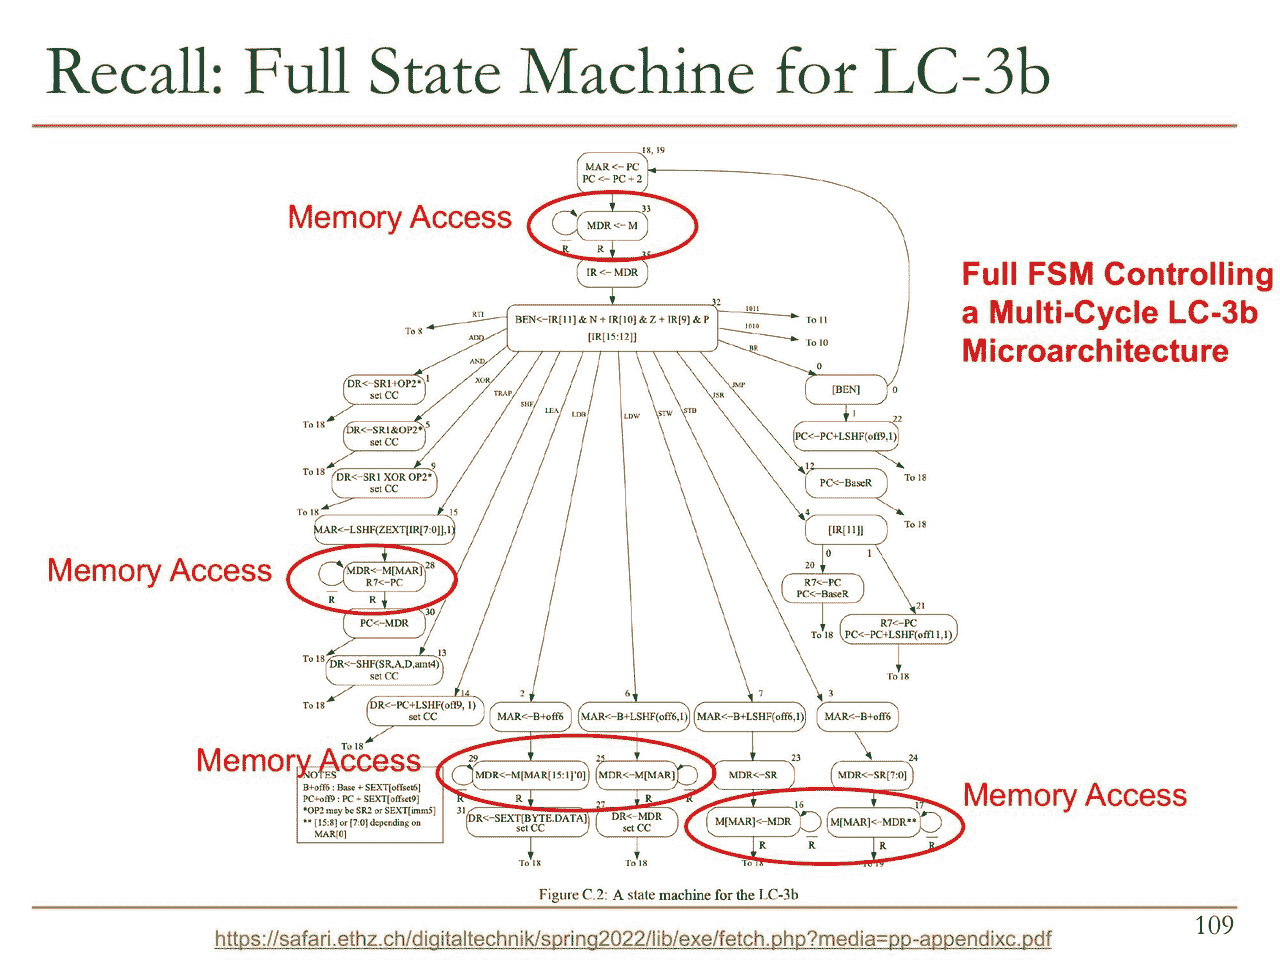 Recall: Full State Machine for LC-3b
18, 19
MAR <- PC
PC <- PC + 2
Memory Access
33
MDR <- M
R
R
35
IR <- MDR
Full FSM Controlling
a Multi-Cycle LC-3b
Microarchitecture
32
BEN<-IR[11] & N + IR[10] & Z + IR[9] & P
[IR[15:12]]
RTI
To 8
1011
To 11
1010
To 10
ADD
AND
XOR
TRAP
SHF
LEA
LDB
LDW
STW
STB
JSR
JMP
BR
1
DR<-SR1+OP2*
set CC
To 18
5
DR<-SR1&OP2*
set CC
To 18
9
DR<-SR1 XOR OP2*
set CC
To 18
15
MAR<-LSHF(ZEXT[IR[7:0]],1)
Memory Access
28
MDR<-M[MAR]
R7<-PC
R
R
30
PC<-MDR
To 18
13
DR<-SHF(SR,A,D,amt4)
set CC
To 18
14
DR<-PC+LSHF(off9, 1)
set CC
To 18
0
[BEN]
0
1
22
PC<-PC+LSHF(off9,1)
To 18
12
PC<-BaseR
To 18
4
[IR[11]]
0
1
20
R7<-PC
PC<-BaseR
To 18
21
R7<-PC
PC<-PC+LSHF(off11,1)
To 18
2
MAR<-B+off6
6
MAR<-B+LSHF(off6,1)
7
MAR<-B+LSHF(off6,1)
3
MAR<-B+off6
Memory Access
29
MDR<-M[MAR[15:1]'0]
R
R
25
MDR<-M[MAR]
R
R
23
MDR<-SR
24
MDR<-SR[7:0]
Memory Access
31
DR<-SEXT[BYTE.DATA]
set CC
To 18
27
DR<-MDR
set CC
To 18
16
M[MAR]<-MDR
R
R
To 18
17
M[MAR]<-MDR**
R
R
To 19
NOTES
B+off6 : Base + SEXT[offset6]
PC+off9 : PC + SEXT[offset9]
*OP2 may be SR2 or SEXT[imm5]
** [15:8] or [7:0] depending on
MAR[0]
Figure C.2: A state machine for the LC-3b
https://safari.ethz.ch/digitaltechnik/spring2022/lib/exe/fetch.php?media=pp-appendixc.pdf
109